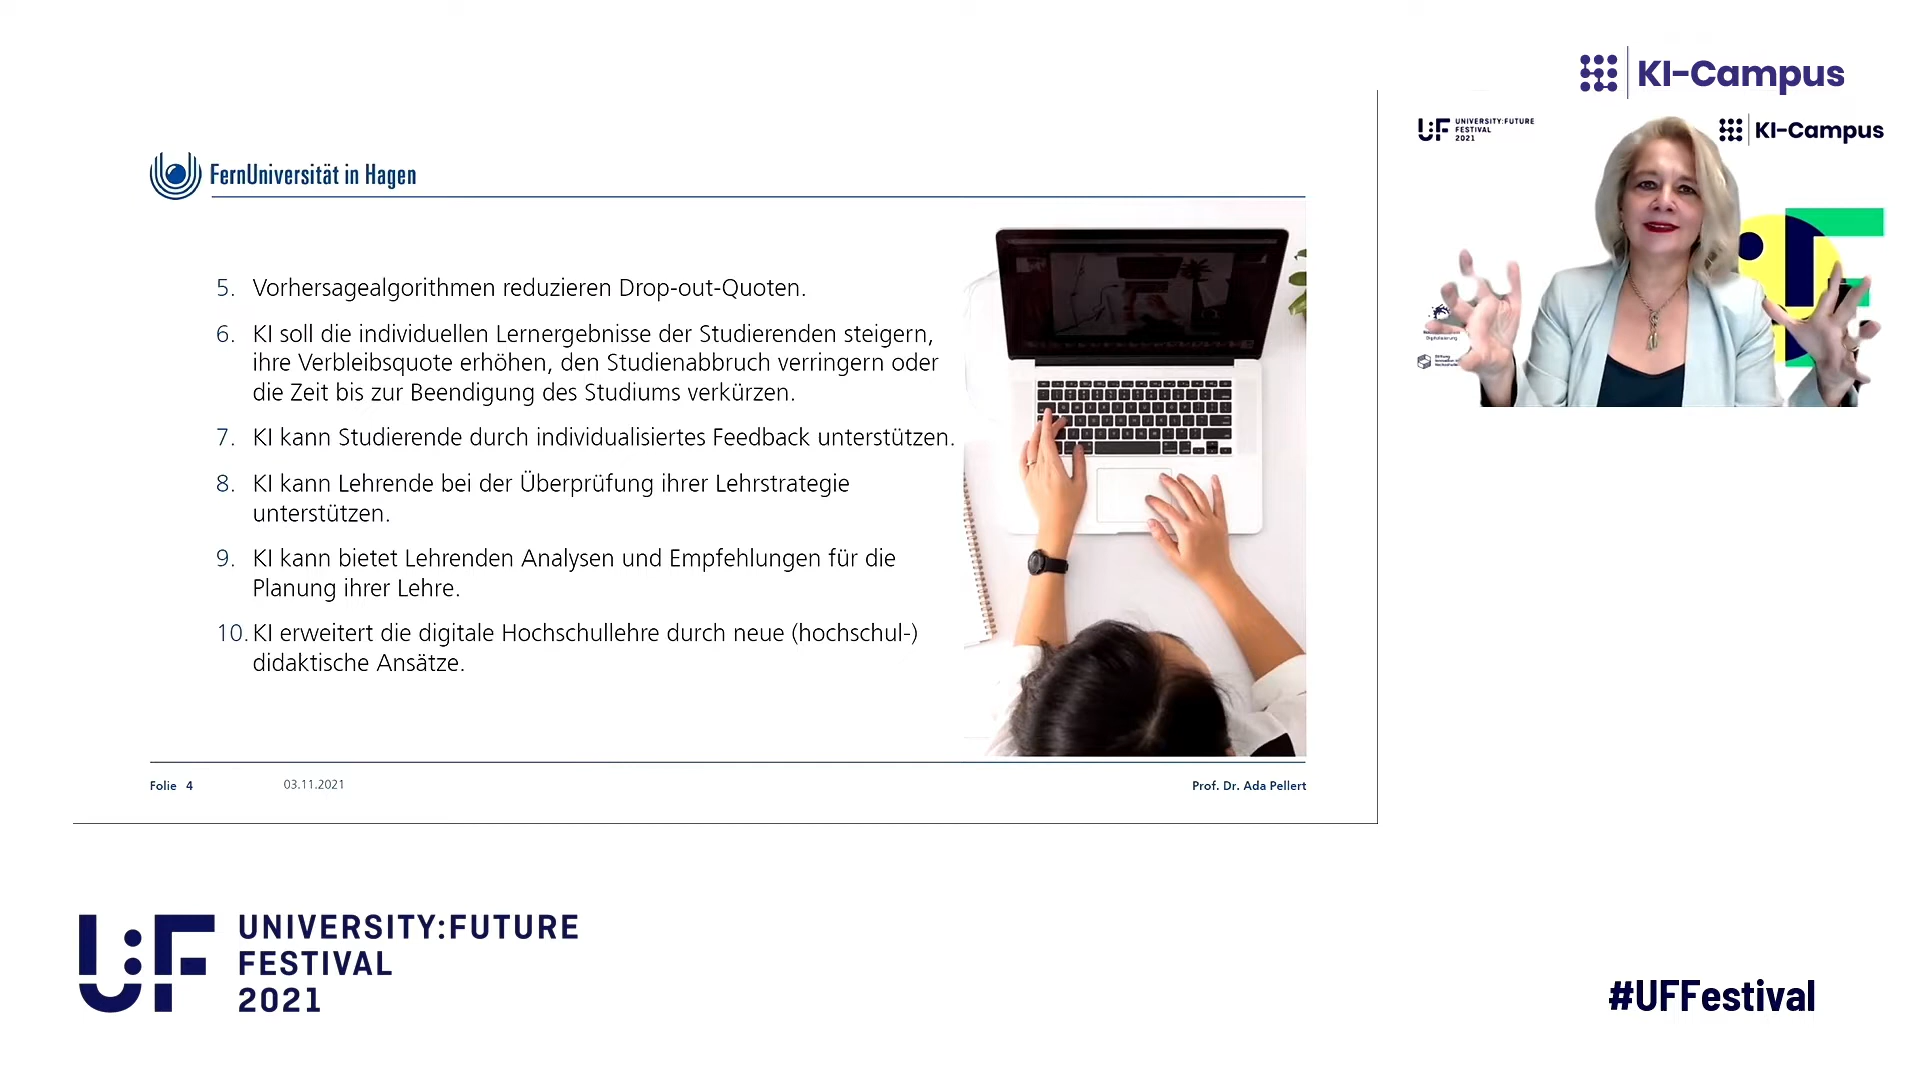 KI-Campus
UNIVERSITY:FUTURE
FESTIVAL
2021
KI-Campus
FernUniversität in Hagen
5. Vorhersagealgorithmen reduzieren Drop-out-Quoten.
6. KI soll die individuellen Lernergebnisse der Studierenden steigern,
ihre Verbleibsquote erhöhen, den Studienabbruch verringern oder
die Zeit bis zur Beendigung des Studiums verkürzen.
7. KI kann Studierende durch individualisiertes Feedback unterstützen.
8. KI kann Lehrende bei der Überprüfung ihrer Lehrstrategie
unterstützen.
9. KI kann bietet Lehrenden Analysen und Empfehlungen für die
Planung ihrer Lehre.
10. KI erweitert die digitale Hochschullehre durch neue (hochschul-)
didaktische Ansätze.
Folie 4 03.11.2021 Prof. Dr. Ada Pellert
U:F UNIVERSITY:FUTURE
FESTIVAL
2021
#UFFestival